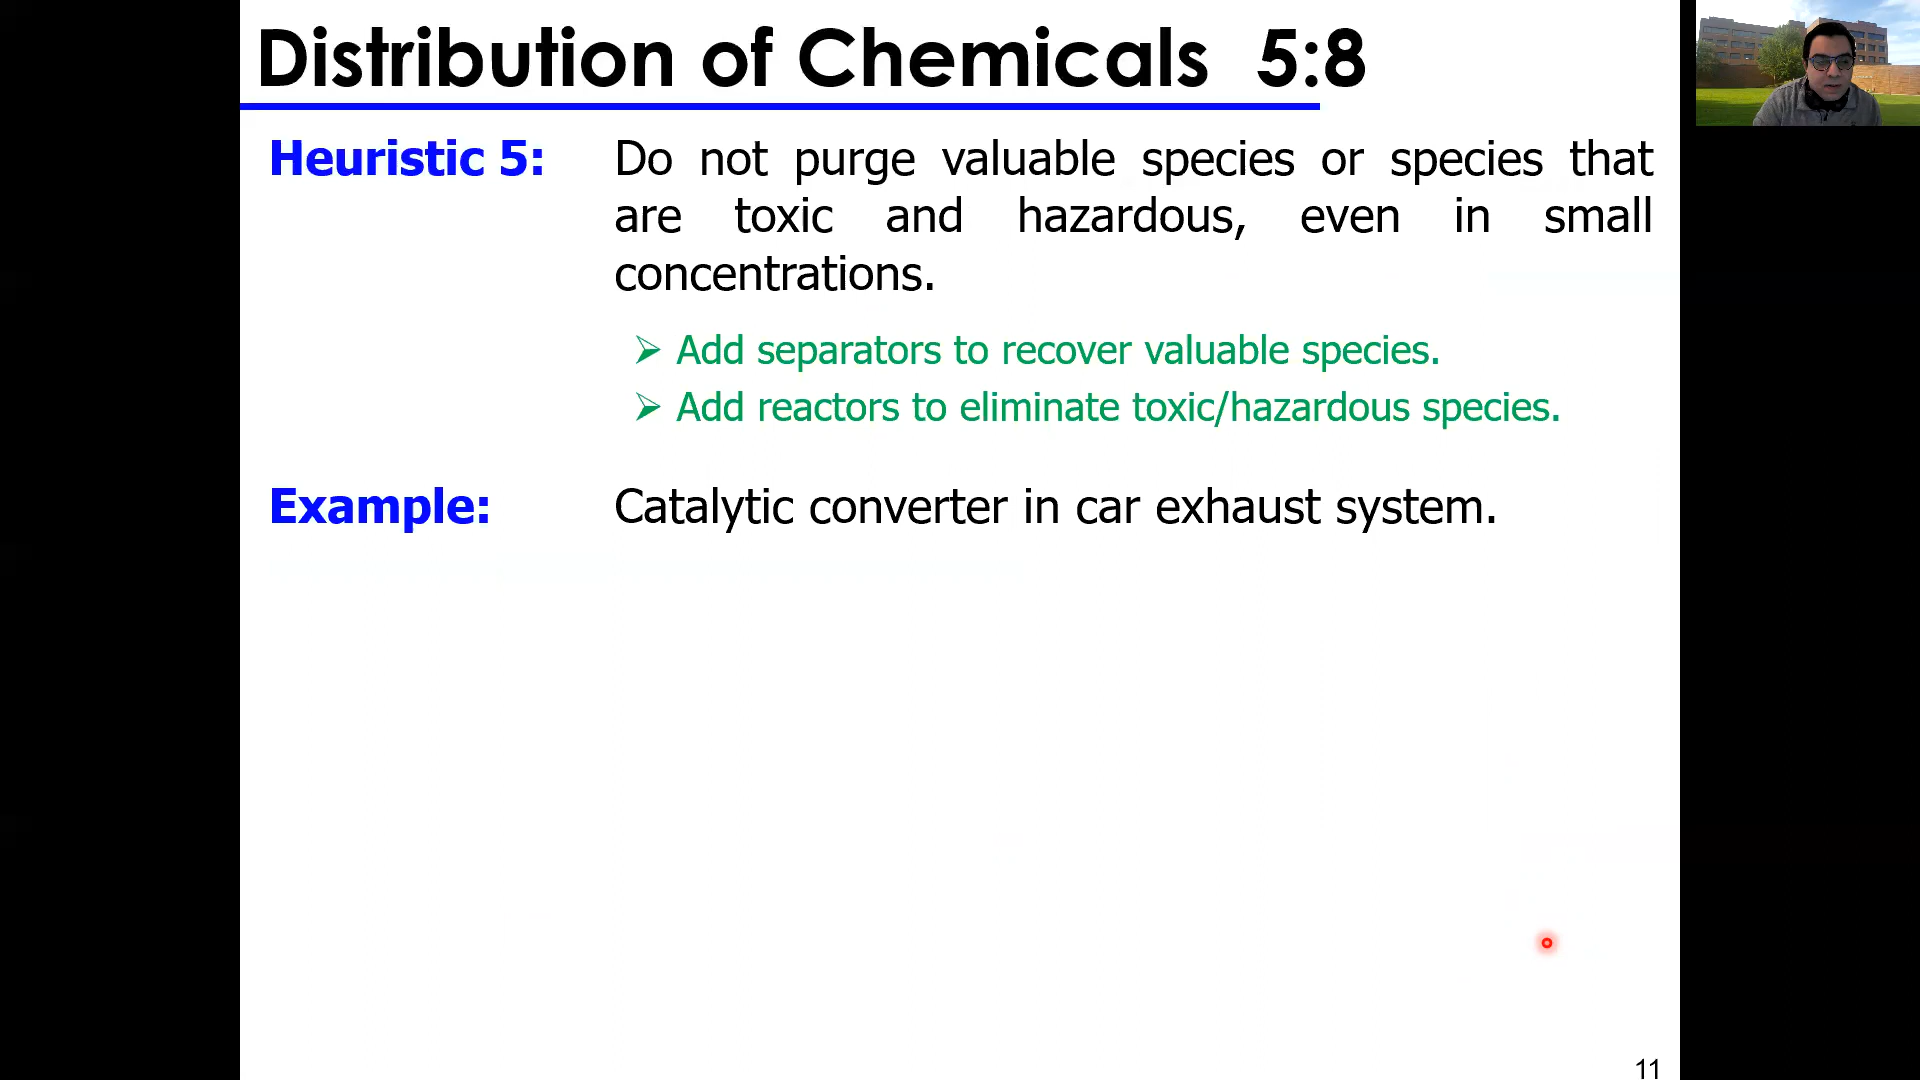 Distribution of Chemicals 5:8
Heuristic 5: Do not purge valuable species or species that
are toxic and hazardous, even in small
concentrations.
➢ Add separators to recover valuable species.
➢ Add reactors to eliminate toxic/hazardous species.
Example: Catalytic converter in car exhaust system.
11